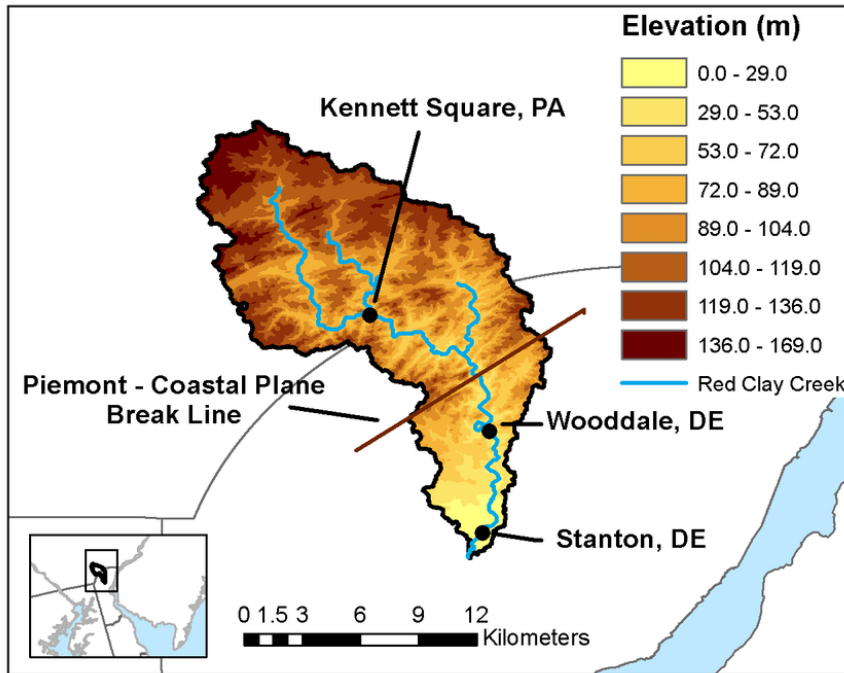 Elevation (m)
0.0 - 29.0
29.0 - 53.0
53.0 - 72.0
72.0 - 89.0
89.0 - 104.0
104.0 - 119.0
119.0 - 136.0
136.0 - 169.0
Red Clay Creek
Kennett Square, PA
Piemont - Coastal Plane
Break Line
Wooddale, DE
Stanton, DE
0 1.5 3 6 9 12
Kilometers